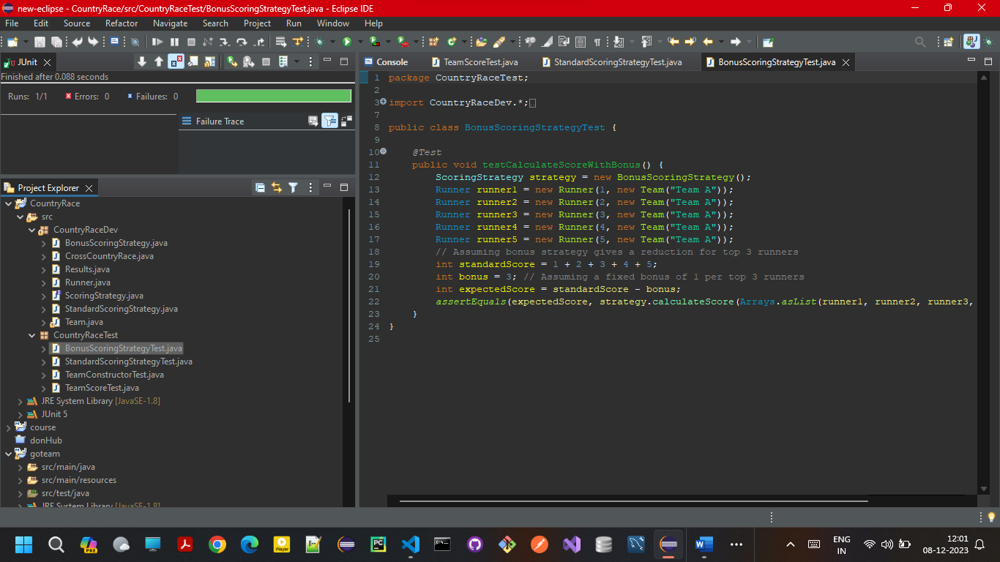 new-eclipse - CountryRace/src/CountryRaceTest/BonusScoringStrategyTest.java - Eclipse IDE
File Edit Source Refactor Navigate Search Project Run Window Help
JUnit
Finished after 0.088 seconds
Runs: 1/1 Errors: 0 Failures: 0
Failure Trace
Project Explorer
CountryRace
src
CountryRaceDev
BonusScoringStrategy.java
CrossCountryRace.java
Results.java
Runner.java
ScoringStrategy.java
StandardScoringStrategy.java
Team.java
CountryRaceTest
BonusScoringStrategyTest.java
StandardScoringStrategyTest.java
TeamConstructorTest.java
TeamScoreTest.java
JRE System Library [JavaSE-1.8]
JUnit 5
course
donHub
goteam
src/main/java
src/main/resources
src/test/java
JRE System Library [JavaSE-1.8]
Console TeamScoreTest.java StandardScoringStrategyTest.java BonusScoringStrategyTest.java
1 package CountryRaceTest;
2
3 import CountryRaceDev.*;
7
8 public class BonusScoringStrategyTest {
9
10 @Test
11 public void testCalculateScoreWithBonus() {
12 ScoringStrategy strategy = new BonusScoringStrategy();
13 Runner runner1 = new Runner(1, new Team("Team A"));
14 Runner runner2 = new Runner(2, new Team("Team A"));
15 Runner runner3 = new Runner(3, new Team("Team A"));
16 Runner runner4 = new Runner(4, new Team("Team A"));
17 Runner runner5 = new Runner(5, new Team("Team A"));
18 // Assuming bonus strategy gives a reduction for top 3 runners
19 int standardScore = 1 + 2 + 3 + 4 + 5;
20 int bonus = 3; // Assuming a fixed bonus of 1 per top 3 runners
21 int expectedScore = standardScore - bonus;
22 assertEquals(expectedScore, strategy.calculateScore(Arrays.asList(runner1, runner2, runner3,
23 }
24 }
25
PRE
Player
PC
ENG
IN
12:01
08-12-2023